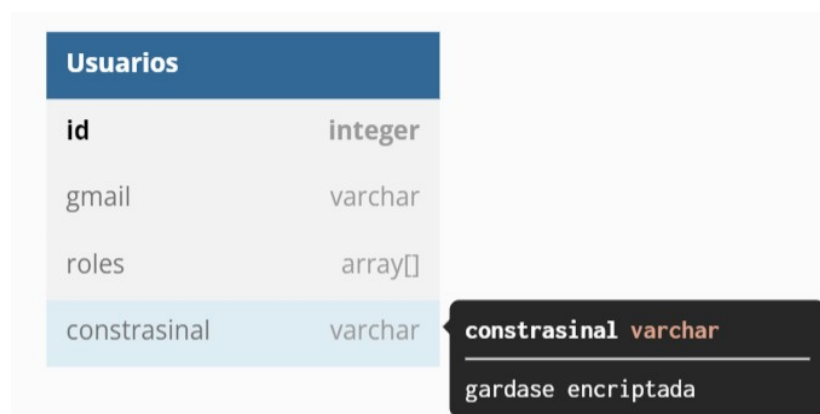 Usuarios
id integer
gmail varchar
roles array[]
constrasinal varchar
constrasinal varchar
gardase encriptada